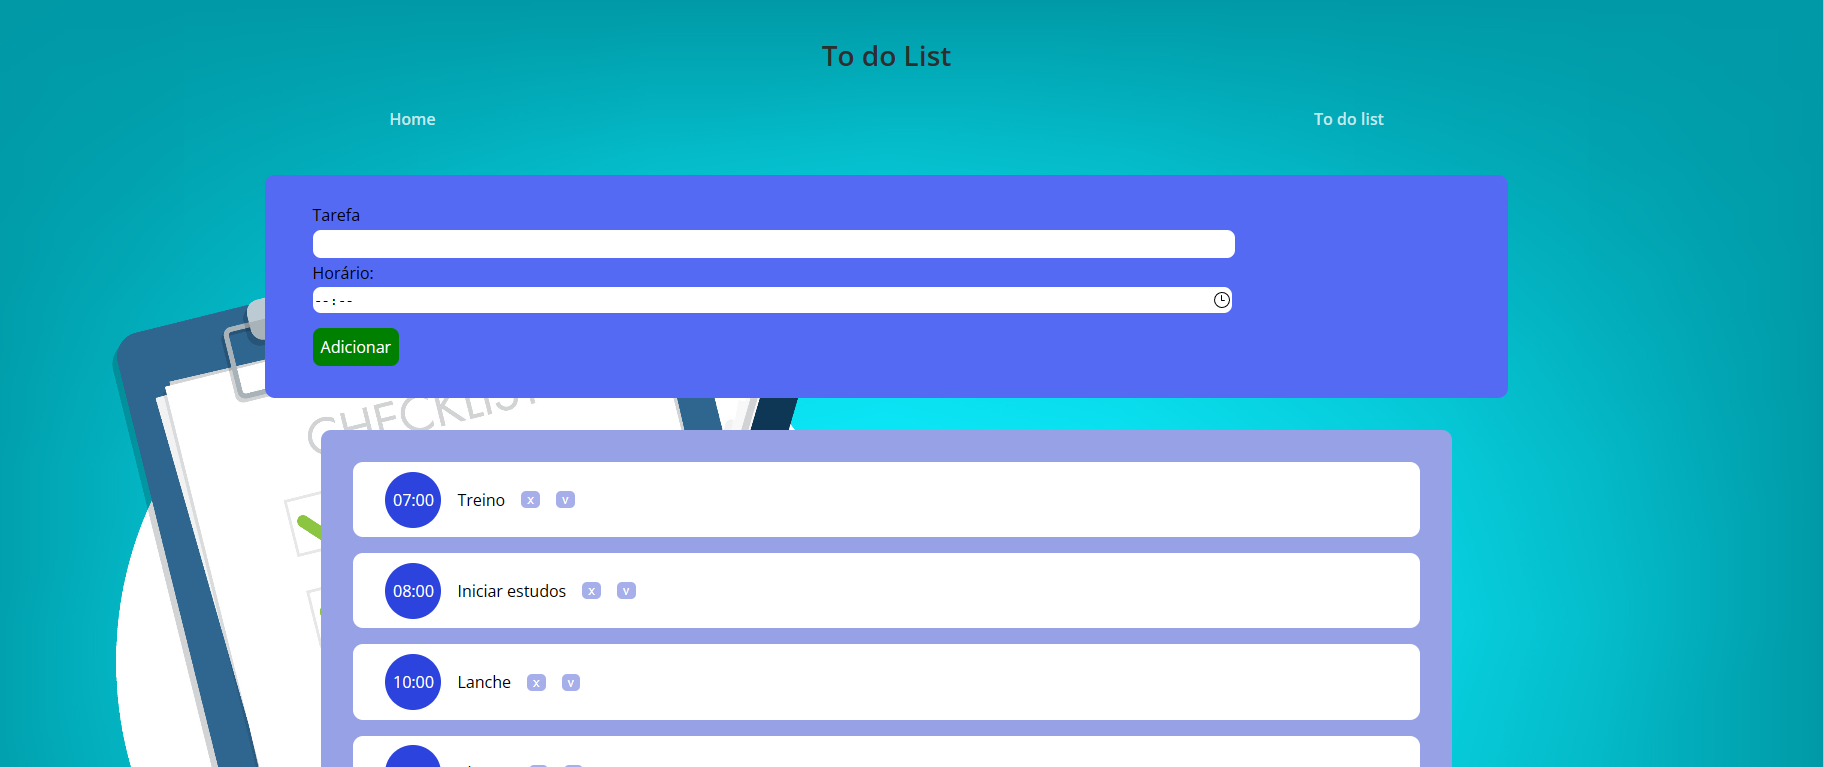 To do List
Home
To do list
Tarefa
Horário:
--:--
Adicionar
CHECKLIST
07:00 Treino x v
08:00 Iniciar estudos x v
10:00 Lanche x v